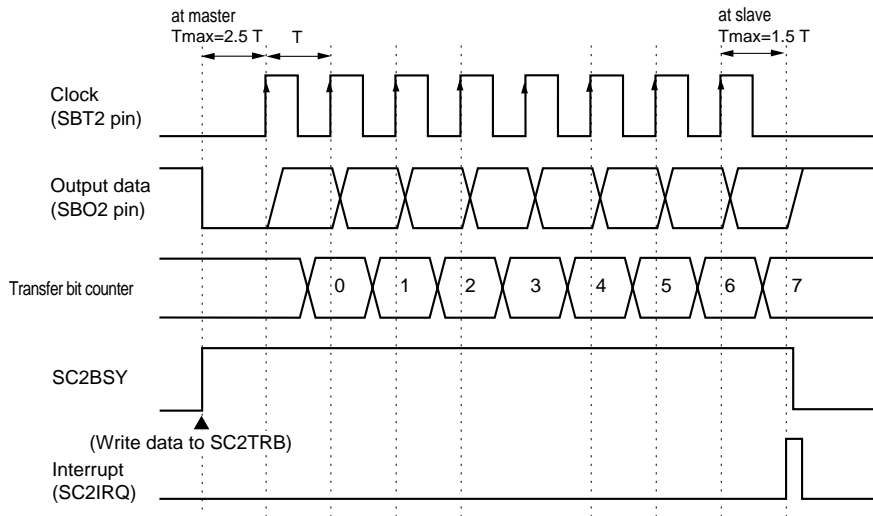 at master
Tmax=2.5 T
T
at slave
Tmax=1.5 T
Clock
(SBT2 pin)
Output data
(SBO2 pin)
Transfer bit counter
0 1 2 3 4 5 6 7
SC2BSY
(Write data to SC2TRB)
Interrupt
(SC2IRQ)